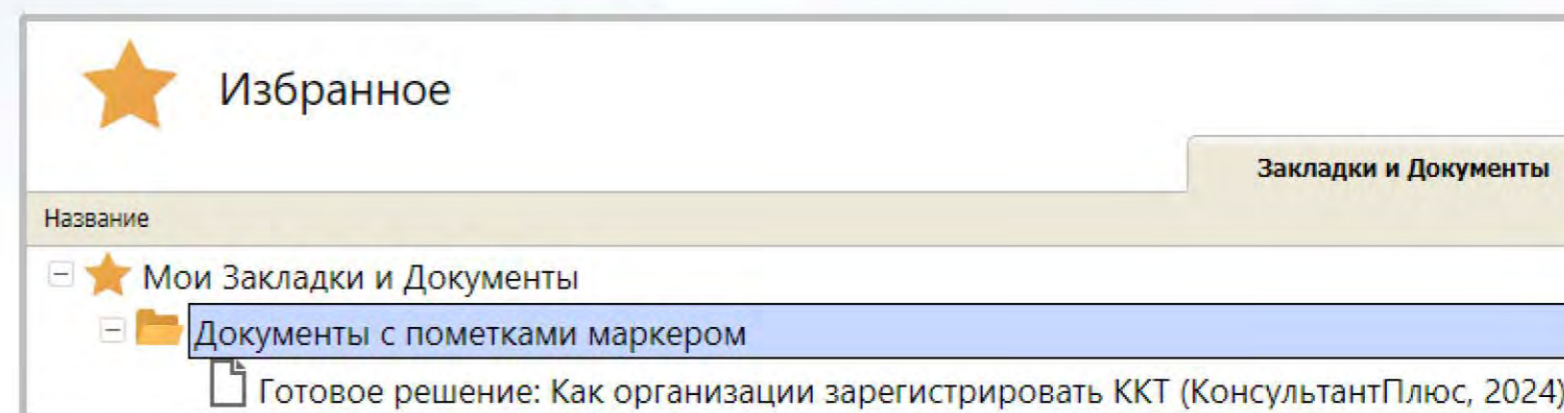 Избранное
Закладки и Документы
Название
Мои Закладки и Документы
Документы с пометками маркером
Готовое решение: Как организации зарегистрировать ККТ (КонсультантПлюс, 2024)